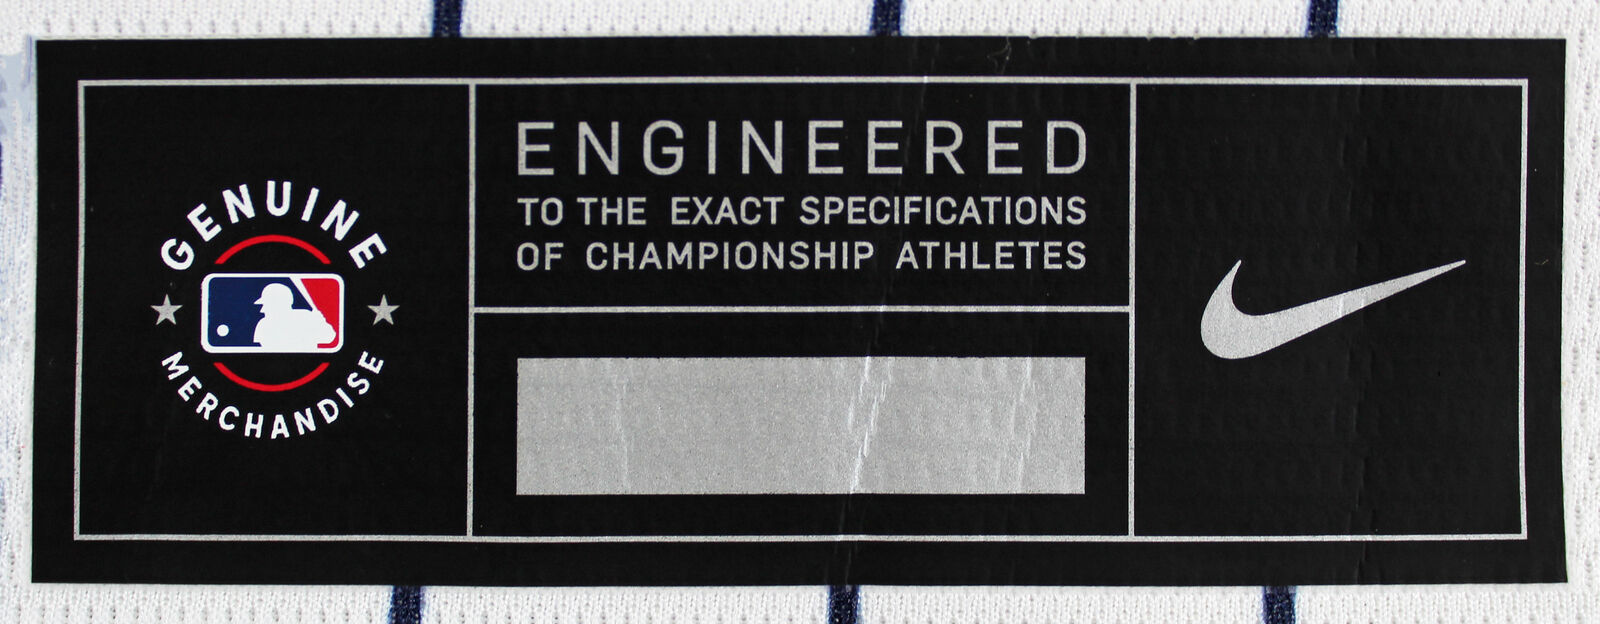 GENUINE
MERCHANDISE
ENGINEERED
TO THE EXACT SPECIFICATIONS
OF CHAMPIONSHIP ATHLETES